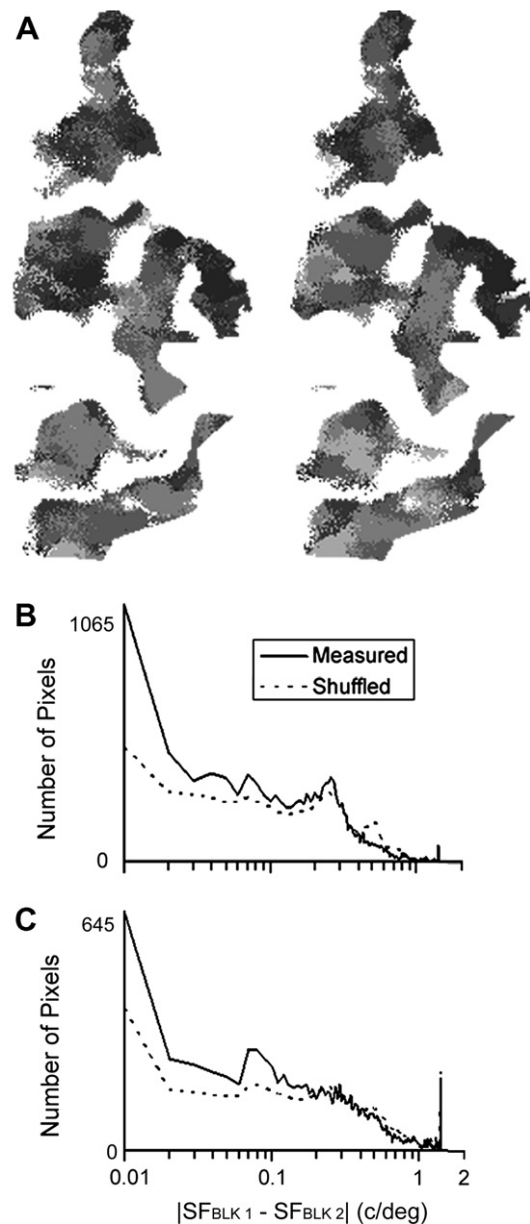 A
B
1065
Number of Pixels
0
Measured
Shuffled
C
645
Number of Pixels
0
0.01
0.1
1
2
|SFBLK 1 - SFBLK 2| (c/deg)